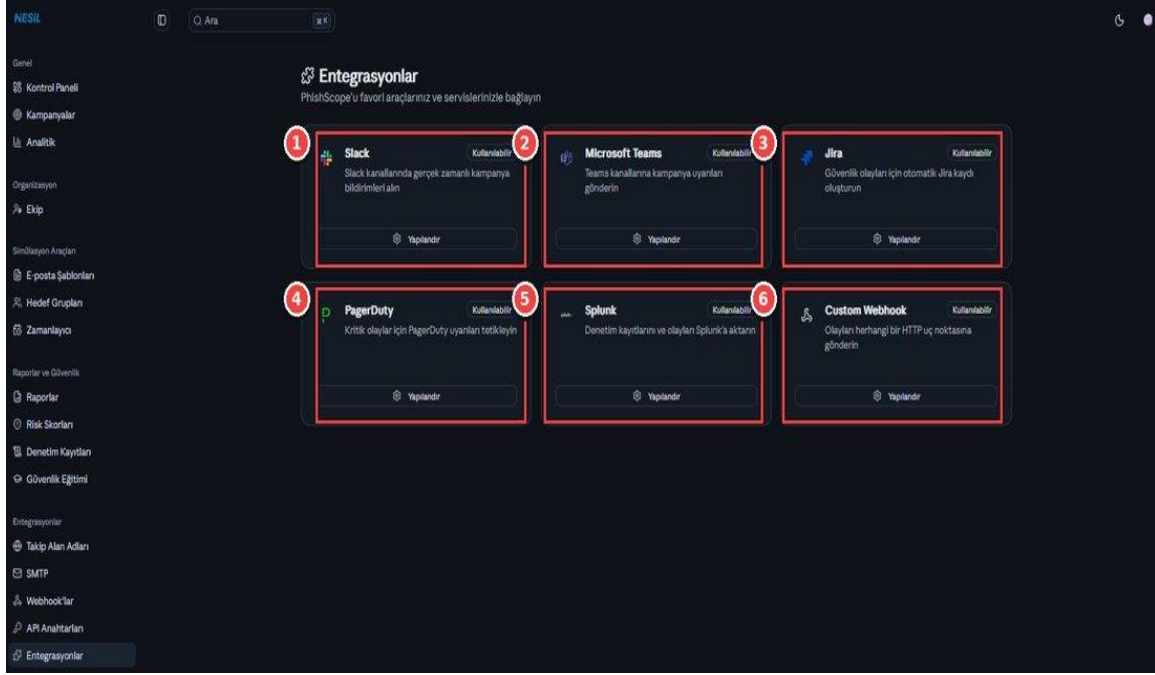 NESIL
Ara
⌘ K
Genel
Kontrol Paneli
Kampanyalar
Analitik
Organizasyon
Ekip
Simülasyon Araçları
E-posta Şablonları
Hedef Grupları
Zamanlayıcı
Raporlar ve Güvenlik
Raporlar
Risk Skorları
Denetim Kayıtları
Güvenlik Eğitimi
Entegrasyonlar
Takip Alan Adları
SMTP
Webhook'lar
API Anahtarları
Entegrasyonlar
Entegrasyonlar
PhishScope'u favori araçlarınız ve servislerinizle bağlayın
1
Slack
Kullanılabilir
Slack kanallarında gerçek zamanlı kampanya
bildirimleri alın
Yapılandır
2
Microsoft Teams
Kullanılabilir
Teams kanallarına kampanya uyarıları
gönderin
Yapılandır
3
Jira
Kullanılabilir
Güvenlik olayları için otomatik Jira kaydı
oluşturun
Yapılandır
4
PagerDuty
Kullanılabilir
Kritik olaylar için PagerDuty uyarıları tetikleyin
Yapılandır
5
Splunk
Kullanılabilir
Denetim kayıtlarını ve olayları Splunk'a aktarın
Yapılandır
6
Custom Webhook
Kullanılabilir
Olayları herhangi bir HTTP uç noktasına
gönderin
Yapılandır